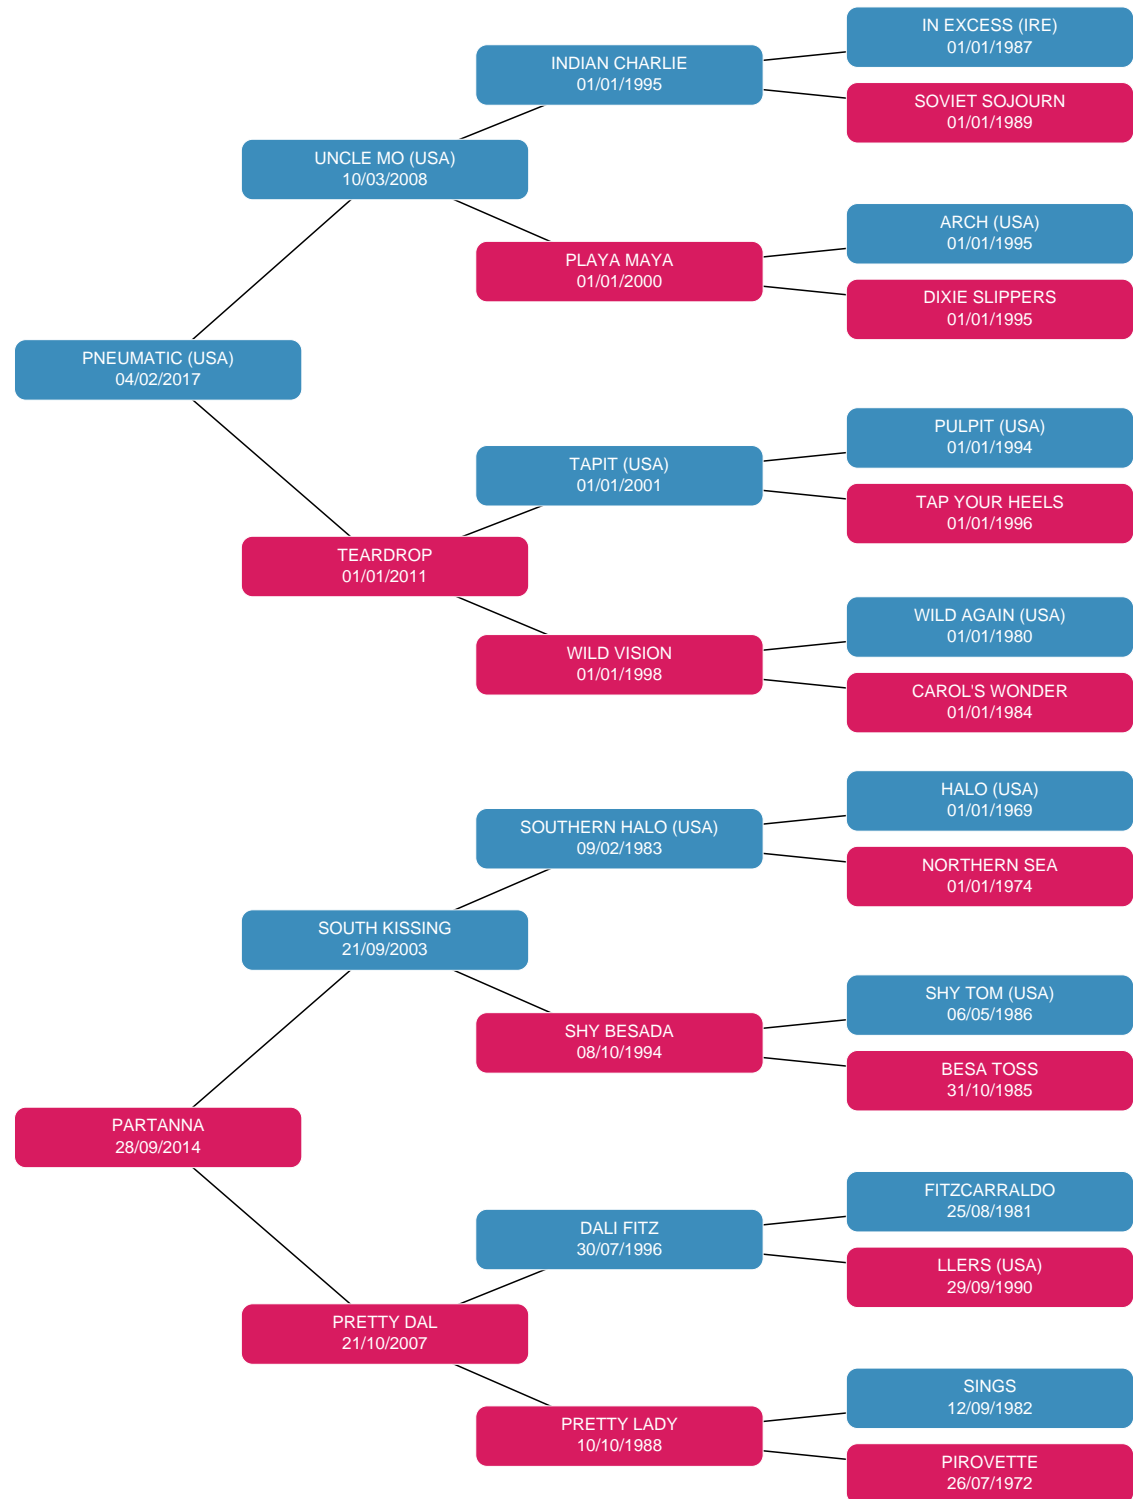 IN EXCESS (IRE)
01/01/1987
INDIAN CHARLIE
01/01/1995
SOVIET SOJOURN
01/01/1989
UNCLE MO (USA)
10/03/2008
ARCH (USA)
01/01/1995
PLAYA MAYA
01/01/2000
DIXIE SLIPPERS
01/01/1995
PNEUMATIC (USA)
04/02/2017
PULPIT (USA)
01/01/1994
TAPIT (USA)
01/01/2001
TAP YOUR HEELS
01/01/1996
TEARDROP
01/01/2011
WILD AGAIN (USA)
01/01/1980
WILD VISION
01/01/1998
CAROL'S WONDER
01/01/1984
HALO (USA)
01/01/1969
SOUTHERN HALO (USA)
09/02/1983
NORTHERN SEA
01/01/1974
SOUTH KISSING
21/09/2003
SHY TOM (USA)
06/05/1986
SHY BESADA
08/10/1994
BESA TOSS
31/10/1985
PARTANNA
28/09/2014
FITZCARRALDO
25/08/1981
DALI FITZ
30/07/1996
LLERS (USA)
29/09/1990
PRETTY DAL
21/10/2007
SINGS
12/09/1982
PRETTY LADY
10/10/1988
PIROVETTE
26/07/1972